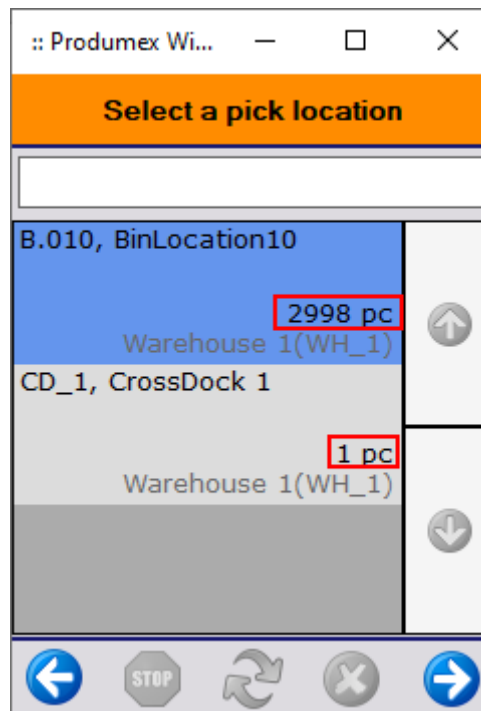 :: Produmex Wi...
Select a pick location
B.010, BinLocation10
2998 pc
Warehouse 1(WH_1)
CD_1, CrossDock 1
1 pc
Warehouse 1(WH_1)
STOP